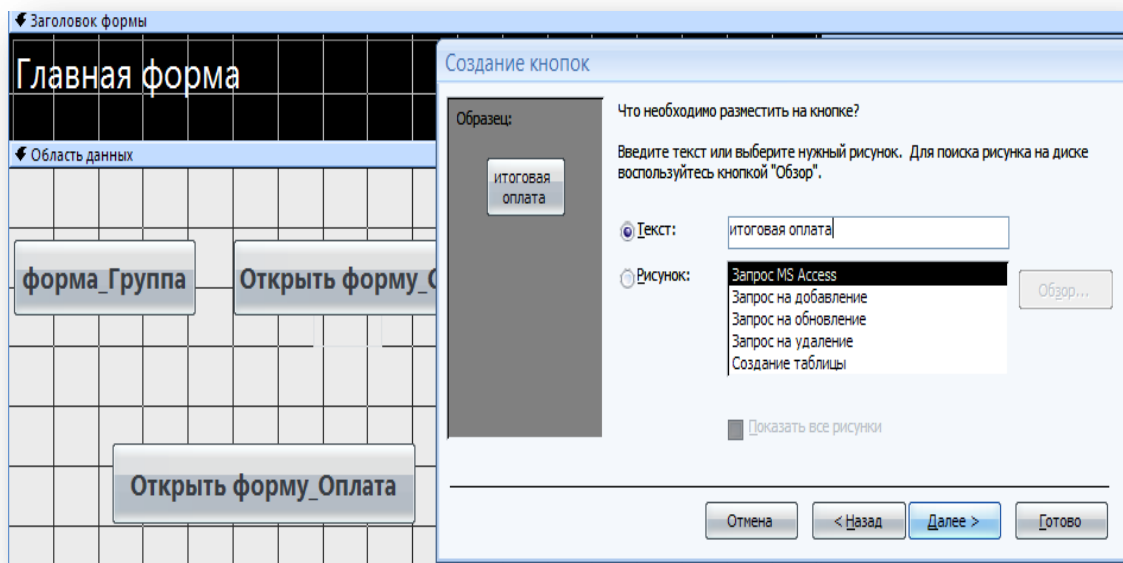 Заголовок формы
Главная форма
Область данных
форма_Группа
Открыть форму_
Открыть форму_Оплата
Создание кнопок
Образец:
итоговая
оплата
Что необходимо разместить на кнопке?
Введите текст или выберите нужный рисунок. Для поиска рисунка на диске
воспользуйтесь кнопкой "Обзор".
Текст:
итоговая оплата
Рисунок:
Запрос MS Access
Запрос на добавление
Запрос на обновление
Запрос на удаление
Создание таблицы
Обзор...
Показать все рисунки
Отмена
< Назад
Далее >
Готово